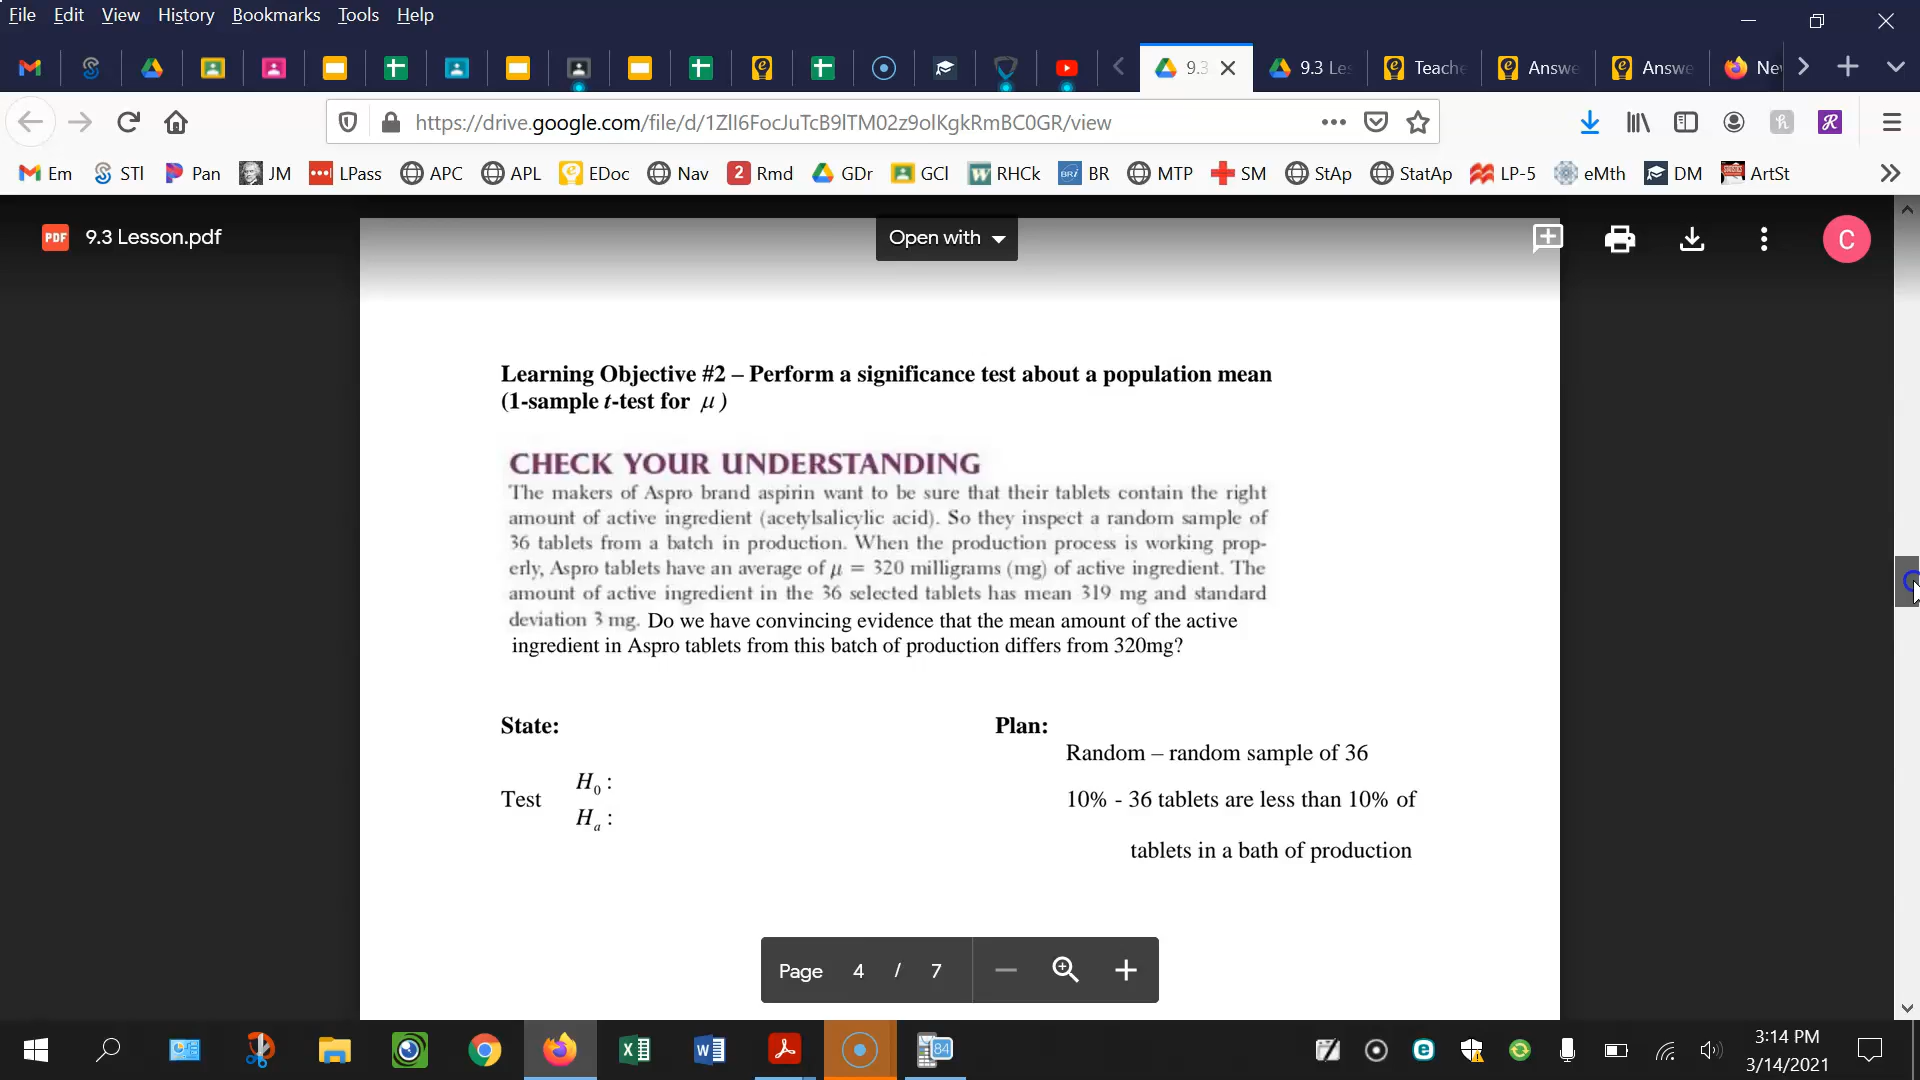 File Edit View History Bookmarks Tools Help
9.3
9.3 Les
Teache
Answe
Answe
Nev
https://drive.google.com/file/d/1ZlI6FocJuTcB9lTM02z9olKgkRmBC0GR/view
Em STl Pan JM LPass APC APL EDoc Nav 2 Rmd GDr GCl RHCk BRi BR MTP SM StAp StatAp LP-5 eMth DM ArtSt
PDF 9.3 Lesson.pdf
Open with
C
Learning Objective #2 – Perform a significance test about a population mean
(1-sample t-test for μ )
CHECK YOUR UNDERSTANDING
The makers of Aspro brand aspirin want to be sure that their tablets contain the right
amount of active ingredient (acetylsalicylic acid). So they inspect a random sample of
36 tablets from a batch in production. When the production process is working prop-
erly, Aspro tablets have an average of μ = 320 milligrams (mg) of active ingredient. The
amount of active ingredient in the 36 selected tablets has mean 319 mg and standard
deviation 3 mg. Do we have convincing evidence that the mean amount of the active
ingredient in Aspro tablets from this batch of production differs from 320mg?
State:
Plan:
Random – random sample of 36
H₀ :
Test
10% - 36 tablets are less than 10% of
Hₐ :
tablets in a bath of production
Page 4 / 7
84
3:14 PM
3/14/2021